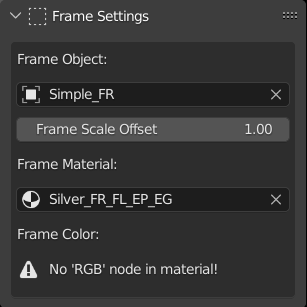 Frame Settings
Frame Object:
Simple_FR
Frame Scale Offset 1.00
Frame Material:
Silver_FR_FL_EP_EG
Frame Color:
No 'RGB' node in material!